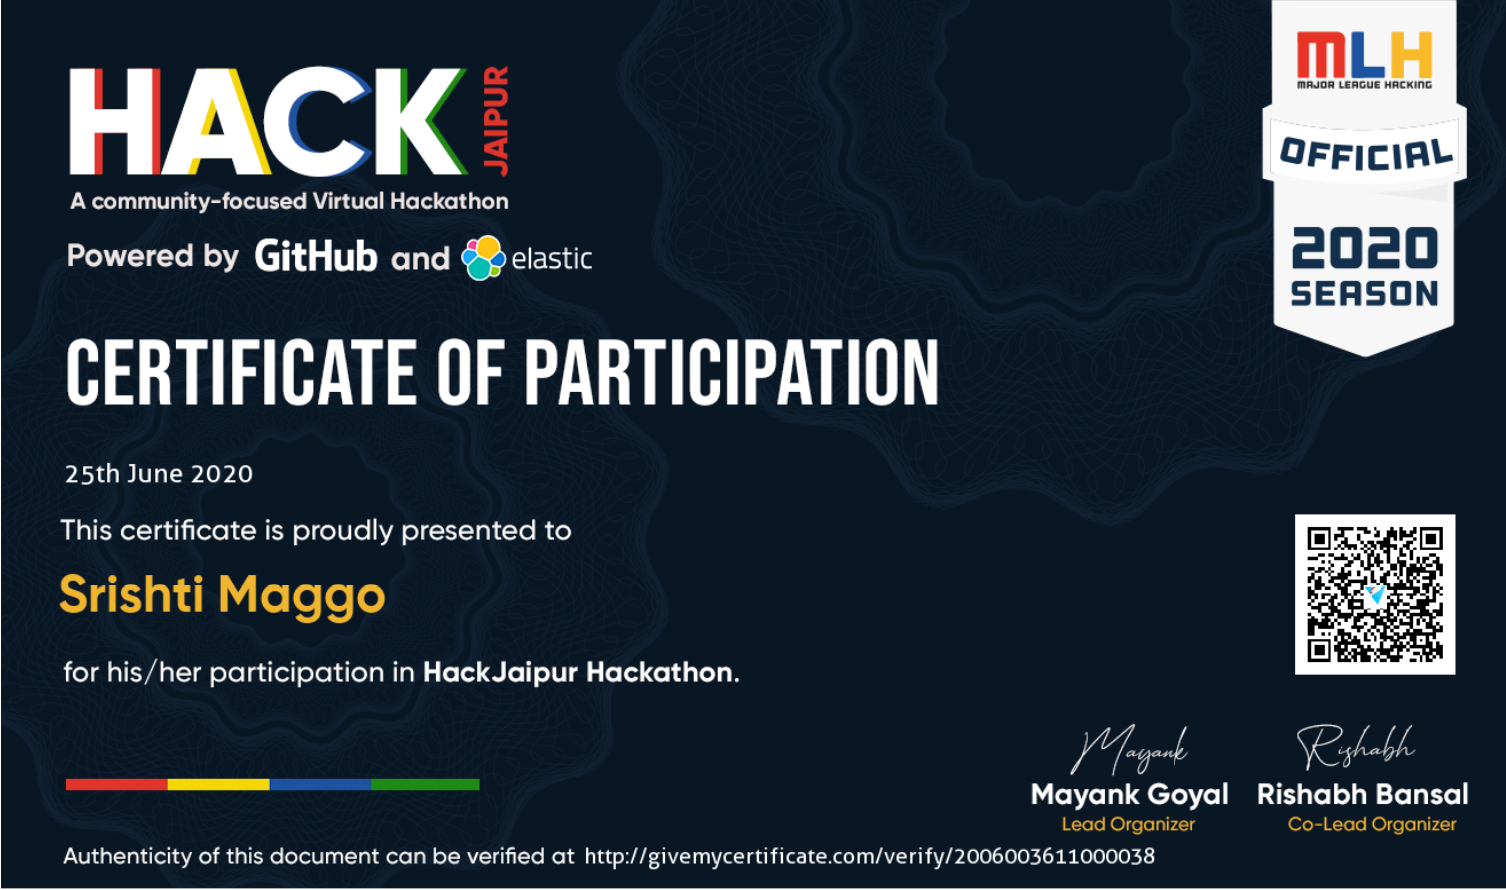 HACK JAIPUR
A community-focused Virtual Hackathon
Powered by GitHub and elastic
MLH
MAJOR LEAGUE HACKING
OFFICIAL
2020
SEASON
CERTIFICATE OF PARTICIPATION
25th June 2020
This certificate is proudly presented to
Srishti Maggo
for his/her participation in HackJaipur Hackathon.
Mayank Rishabh
Mayank Goyal Rishabh Bansal
Lead Organizer Co-Lead Organizer
Authenticity of this document can be verified at http://givemycertificate.com/verify/2006003611000038